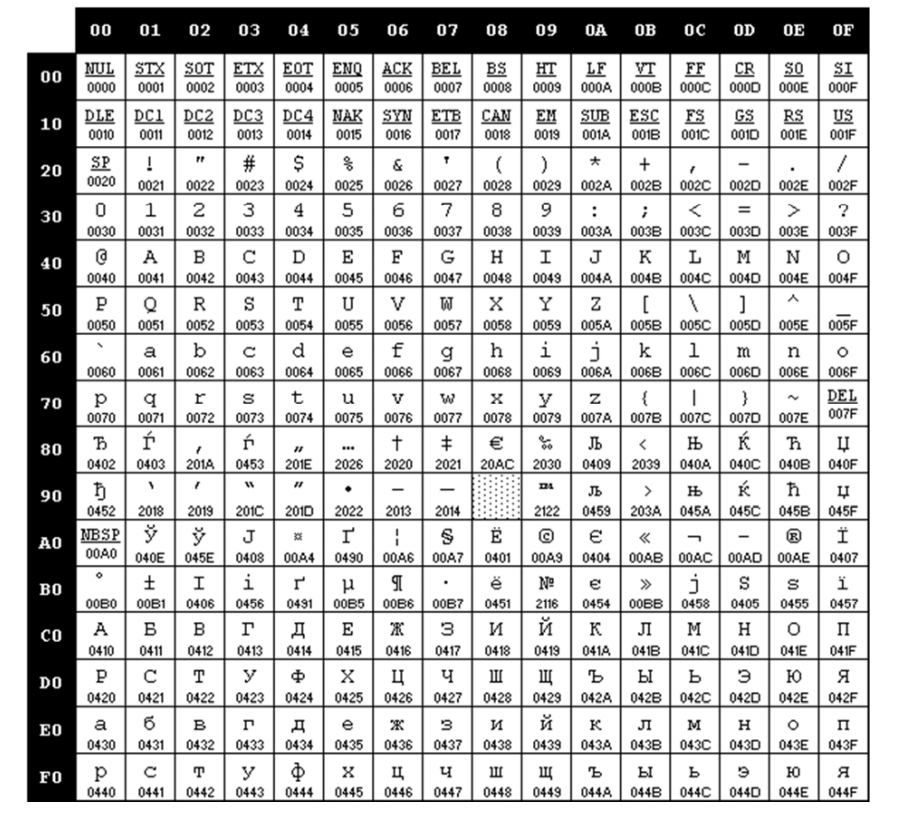 00 01 02 03 04 05 06 07 08 09 0A 0B 0C 0D 0E 0F
00 NUL STX SOT ETX EOT ENQ ACK BEL BS HT LF VT FF CR SO SI
0000 0001 0002 0003 0004 0005 0006 0007 0008 0009 000A 000B 000C 000D 000E 000F
10 DLE DC1 DC2 DC3 DC4 NAK SYN ETB CAN EM SUB ESC FS GS RS US
0010 0011 0012 0013 0014 0015 0016 0017 0018 0019 001A 001B 001C 001D 001E 001F
20 SP ! " # $ % & ' ( ) * + , - . /
0020 0021 0022 0023 0024 0025 0026 0027 0028 0029 002A 002B 002C 002D 002E 002F
30 0 1 2 3 4 5 6 7 8 9 : ; < = > ?
0030 0031 0032 0033 0034 0035 0036 0037 0038 0039 003A 003B 003C 003D 003E 003F
40 @ A B C D E F G H I J K L M N O
0040 0041 0042 0043 0044 0045 0046 0047 0048 0049 004A 004B 004C 004D 004E 004F
50 P Q R S T U V W X Y Z [ \ ] ^ _
0050 0051 0052 0053 0054 0055 0056 0057 0058 0059 005A 005B 005C 005D 005E 005F
60 ` a b c d e f g h i j k l m n o
0060 0061 0062 0063 0064 0065 0066 0067 0068 0069 006A 006B 006C 006D 006E 006F
70 p q r s t u v w x y z { | } ~ DEL
0070 0071 0072 0073 0074 0075 0076 0077 0078 0079 007A 007B 007C 007D 007E 007F
80 Ђ Ѓ ‚ ѓ „ … † ‡ € ‰ Љ ‹ Њ Ќ Ћ Џ
0402 0403 201A 0453 201E 2026 2020 2021 20AC 2030 0409 2039 040A 040C 040B 040F
90 ђ ‘ ’ “ ” • – — ™ љ › њ ќ ћ џ
0452 2018 2019 201C 201D 2022 2013 2014 2122 0459 203A 045A 045C 045B 045F
A0 NBSP Ў ў Ј ¤ Ґ ¦ § Ё © Є « ¬ - ® Ї
00A0 040E 045E 0408 00A4 0490 00A6 00A7 0401 00A9 0404 00AB 00AC 00AD 00AE 0407
B0 ° ± І і ґ µ ¶ · ё № є » ј Ѕ ѕ ї
00B0 00B1 0406 0456 0491 00B5 00B6 00B7 0451 2116 0454 00BB 0458 0405 0455 0457
C0 А Б В Г Д Е Ж З И Й К Л М Н О П
0410 0411 0412 0413 0414 0415 0416 0417 0418 0419 041A 041B 041C 041D 041E 041F
D0 Р С Т У Ф Х Ц Ч Ш Щ Ъ Ы Ь Э Ю Я
0420 0421 0422 0423 0424 0425 0426 0427 0428 0429 042A 042B 042C 042D 042E 042F
E0 а б в г д е ж з и й к л м н о п
0430 0431 0432 0433 0434 0435 0436 0437 0438 0439 043A 043B 043C 043D 043E 043F
F0 р с т у ф х ц ч ш щ ъ ы ь э ю я
0440 0441 0442 0443 0444 0445 0446 0447 0448 0449 044A 044B 044C 044D 044E 044F